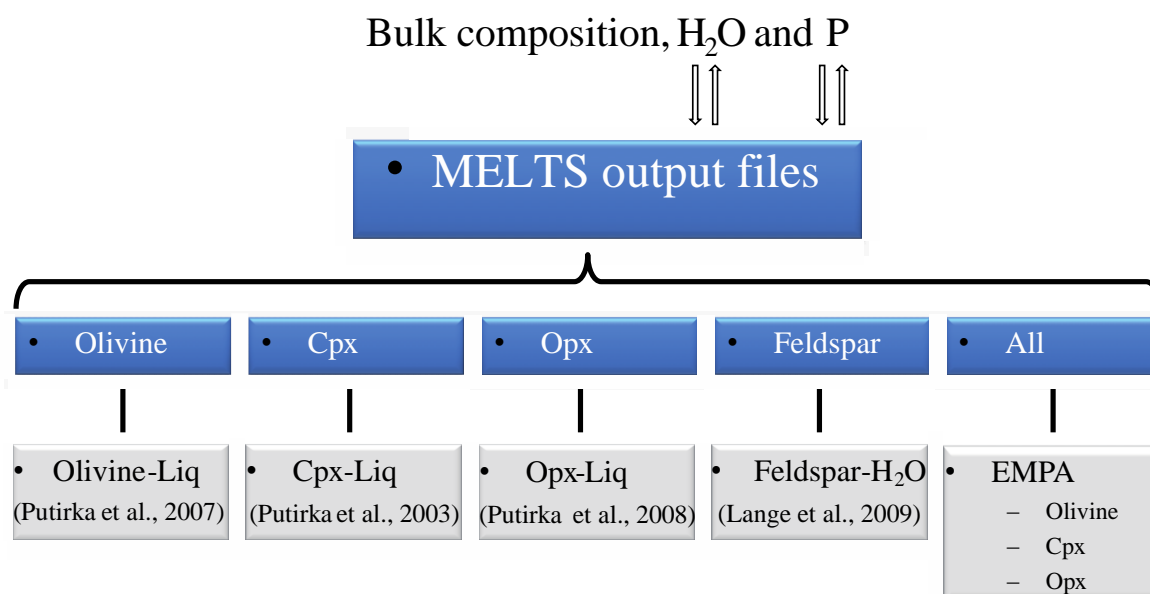 Bulk composition, H₂O and P
• MELTS output files
• Olivine
• Cpx
• Opx
• Feldspar
• All
• Olivine-Liq
(Putirka et al., 2007)
• Cpx-Liq
(Putirka et al., 2003)
• Opx-Liq
(Putirka et al., 2008)
• Feldspar-H₂O
(Lange et al., 2009)
• EMPA
– Olivine
– Cpx
– Opx